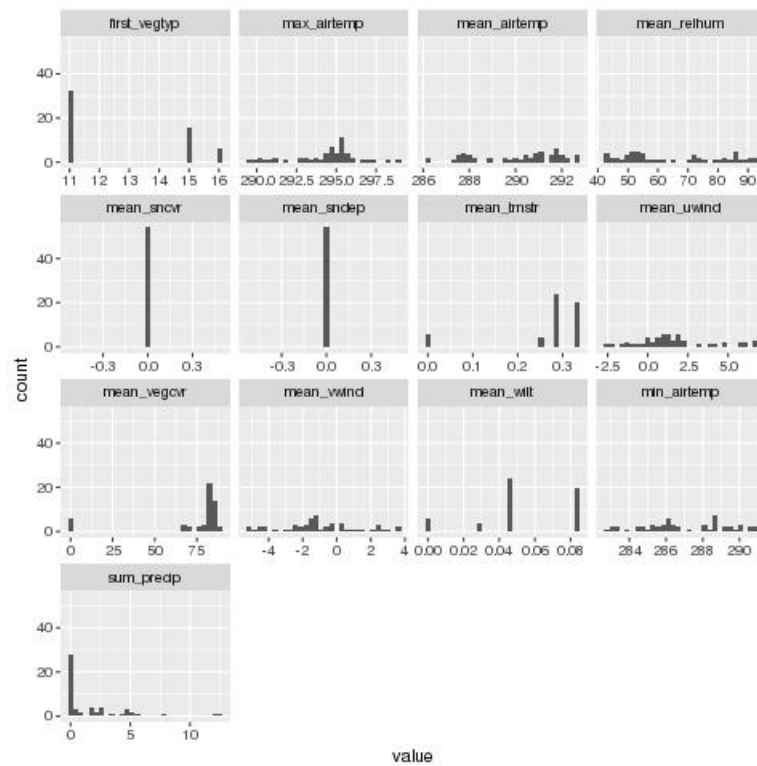 first_vegtyp max_airtemp mean_airtemp mean_relhum
40
20
0
11 12 13 14 15 16 290.0 292.5 295.0 297.5 286 288 290 292 40 50 60 70 80 90
mean_sncvr mean_sndep mean_trnstr mean_uwind
40
20
0
-0.3 0.0 0.3 -0.3 0.0 0.3 0.0 0.1 0.2 0.3 -2.5 0.0 2.5 5.0
count
mean_vegcvr mean_vwind mean_wilt min_airtemp
40
20
0
0 25 50 75 -4 -2 0 2 4 0.00 0.02 0.04 0.06 0.08 284 286 288 290
sum_precip
40
20
0
0 5 10
value